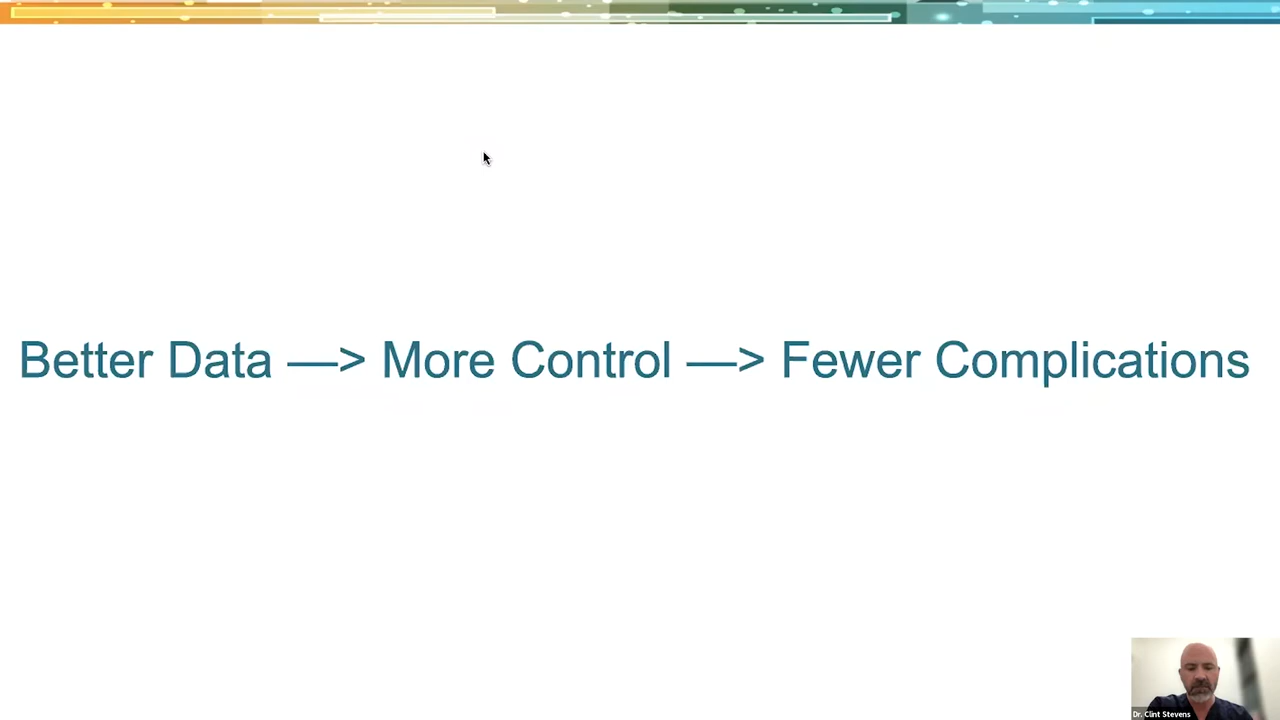 Better Data —> More Control —> Fewer Complications
Dr. Clint Stevens